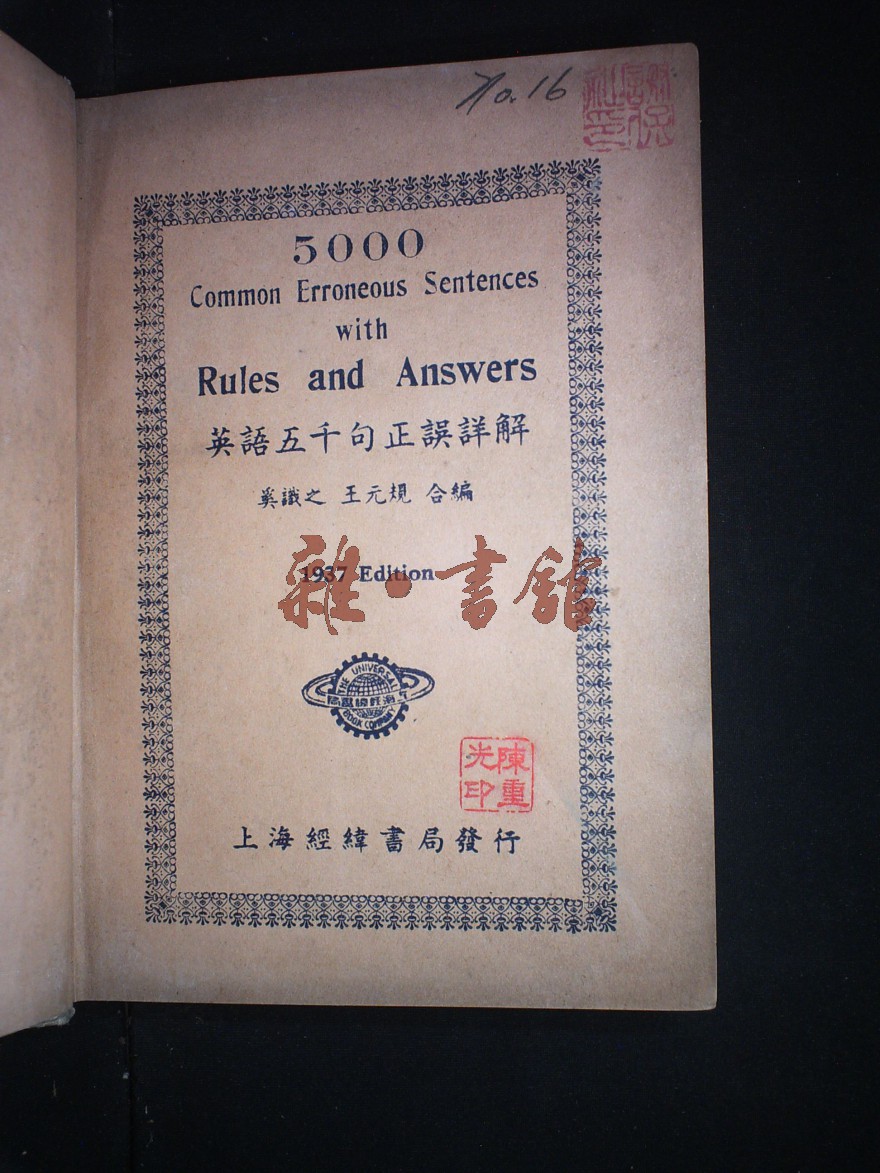 No. 16
5000
Common Erroneous Sentences
with
Rules and Answers
英語五千句正誤詳解
奚識之 王元規 合編
1937 Edition
雜·書館
THE UNIVERSAL
BOOK COMPANY
陳重
光印
上海經緯書局發行